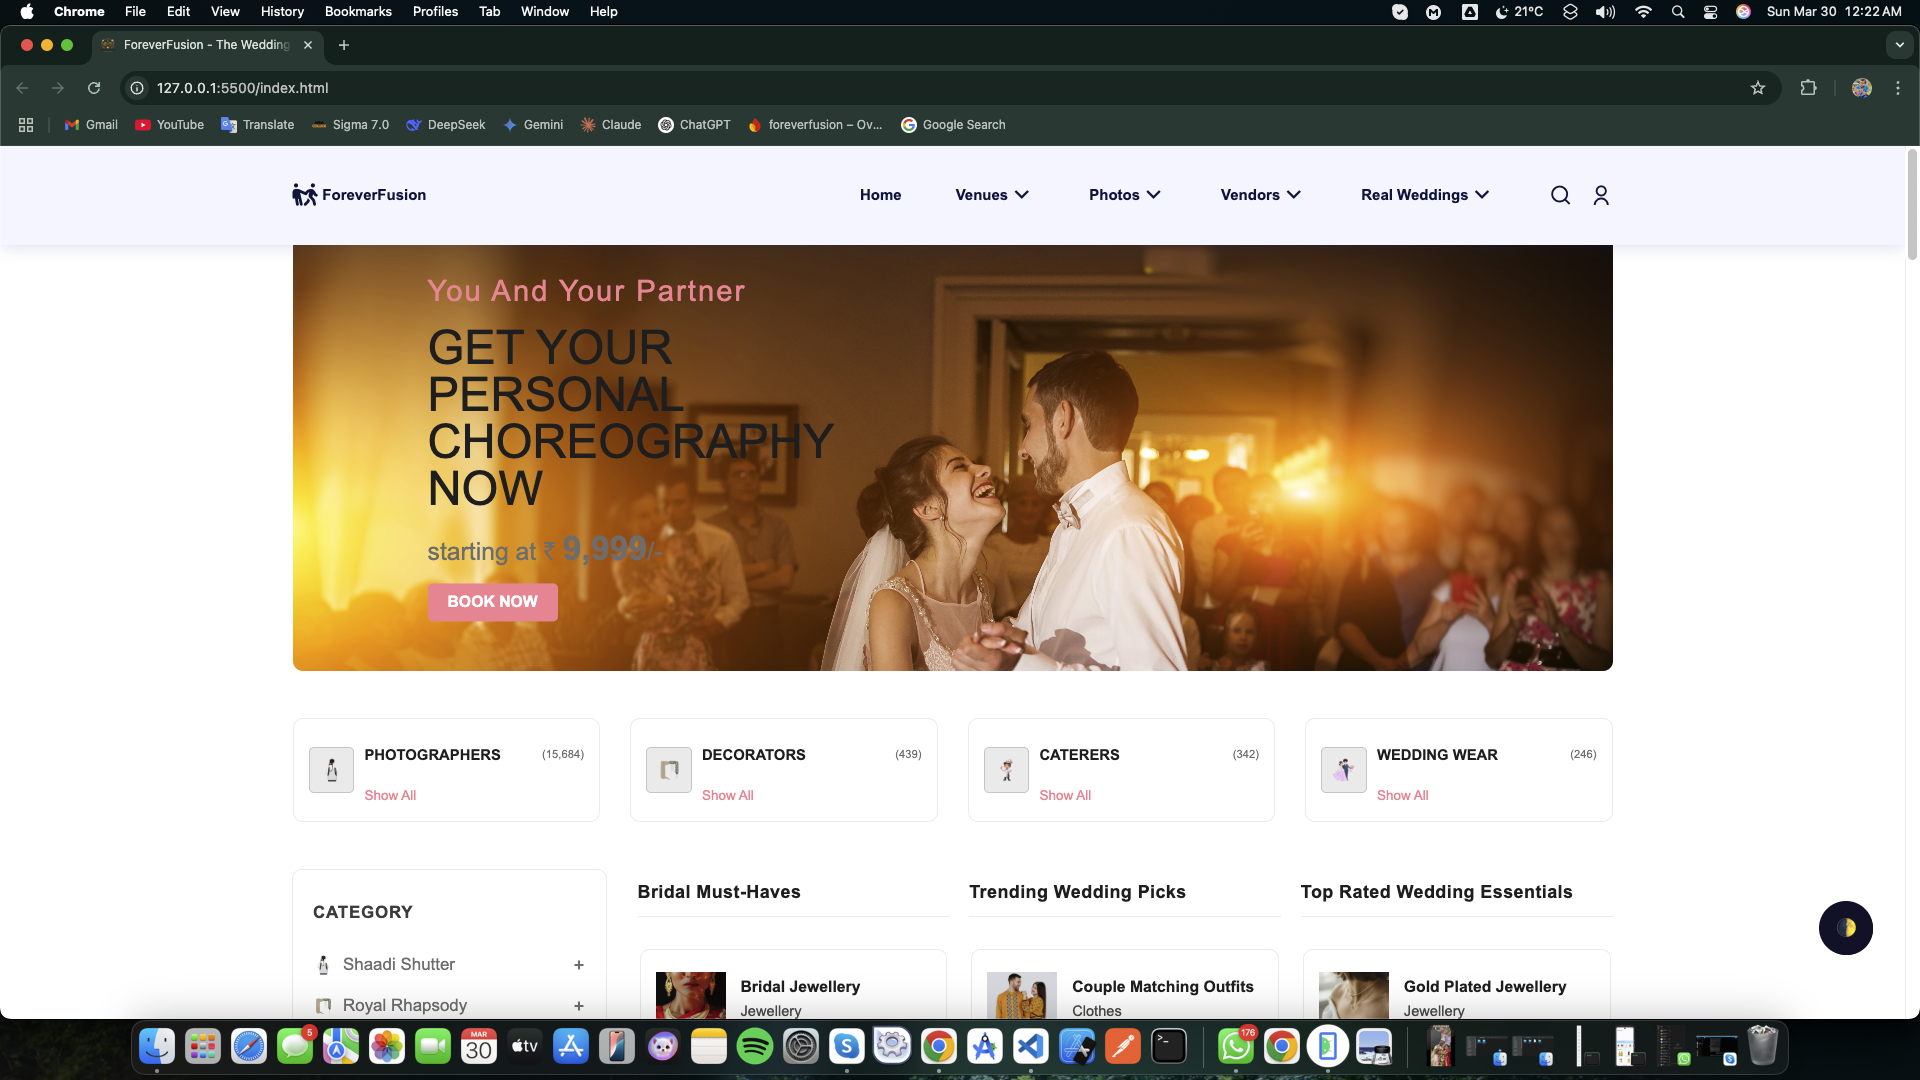 Chrome File Edit View History Bookmarks Profiles Tab Window Help 21°C Sun Mar 30 12:22 AM
ForeverFusion - The Wedding
127.0.0.1:5500/index.html
Gmail YouTube Translate Sigma 7.0 DeepSeek Gemini Claude ChatGPT foreverfusion – Ov... Google Search
ForeverFusion Home Venues Photos Vendors Real Weddings
You And Your Partner
GET YOUR
PERSONAL
CHOREOGRAPHY
NOW
starting at ₹ 9,999/-
BOOK NOW
PHOTOGRAPHERS (15,684) DECORATORS (439) CATERERS (342) WEDDING WEAR (246)
Show All Show All Show All Show All
CATEGORY
Shaadi Shutter +
Royal Rhapsody +
Bridal Must-Haves Trending Wedding Picks Top Rated Wedding Essentials
Bridal Jewellery Couple Matching Outfits Gold Plated Jewellery
Jewellery Clothes Jewellery
5 MAR 30 tv 176